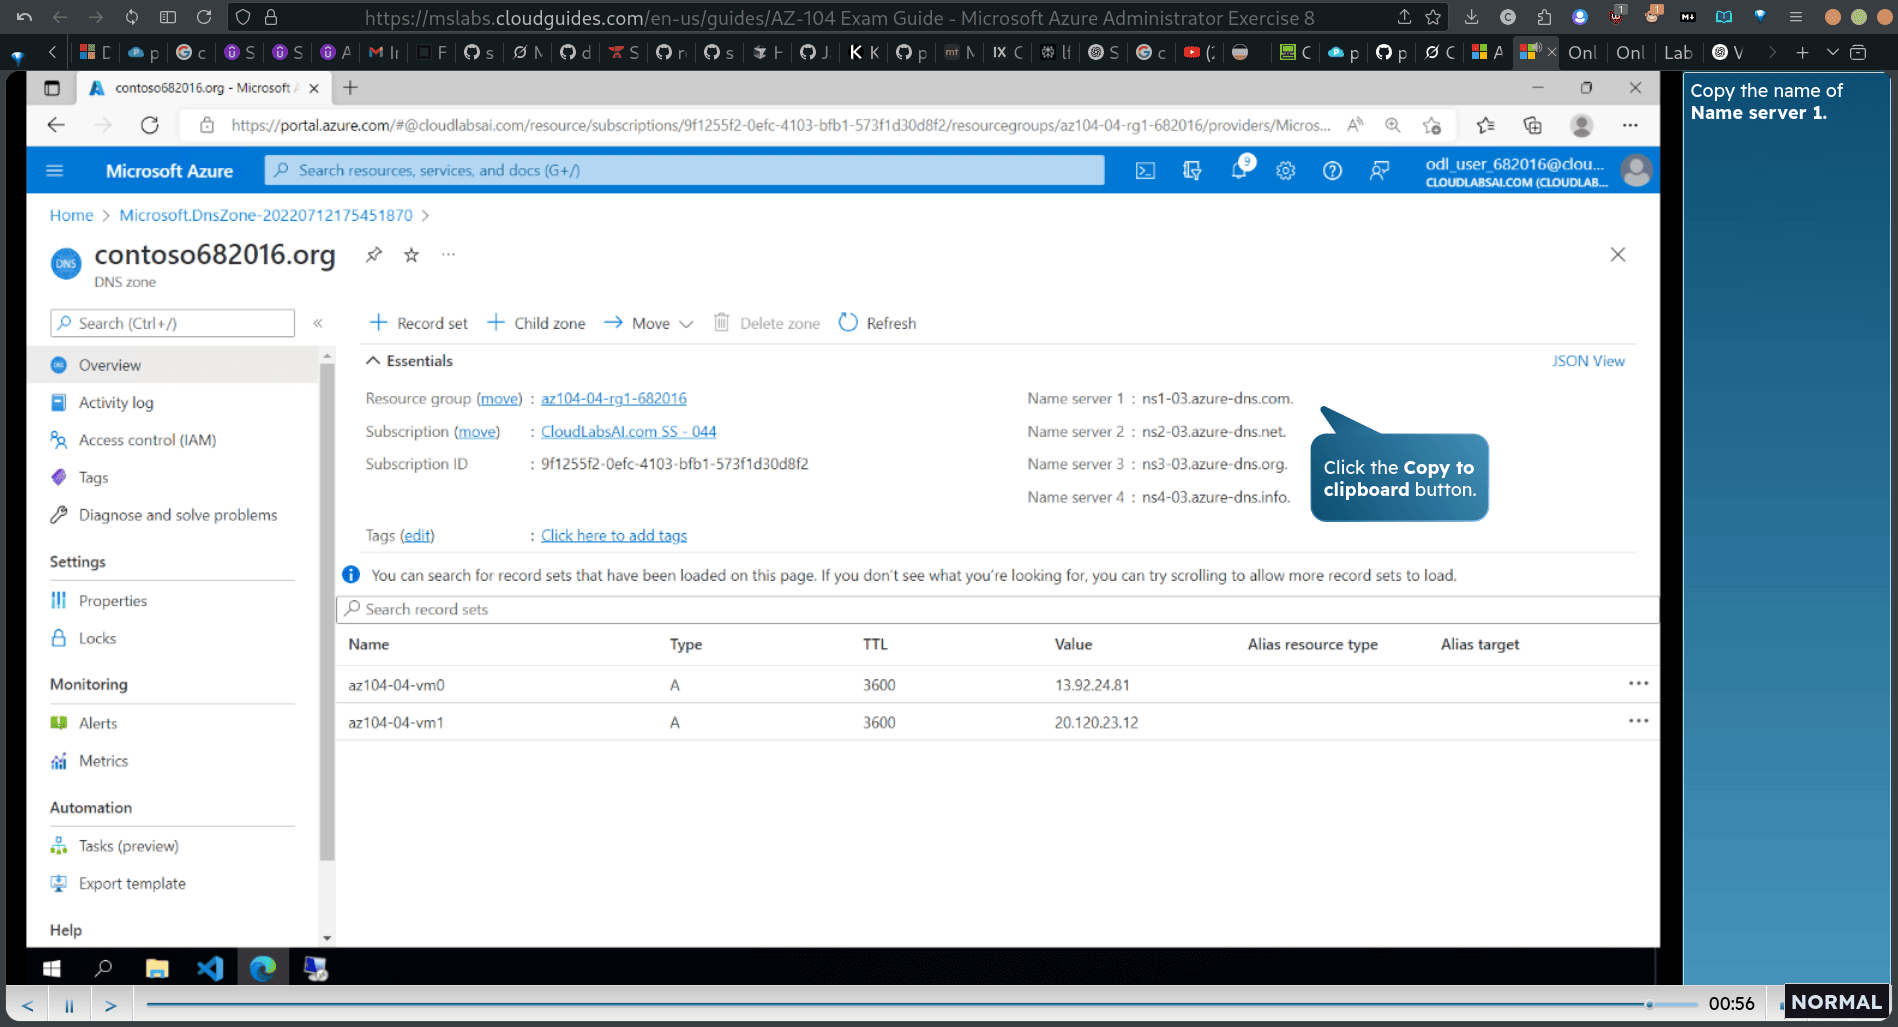 https://mslabs.cloudguides.com/en-us/guides/AZ-104 Exam Guide - Microsoft Azure Administrator Exercise 8
1
1
Onl
Onl
Lab
contoso682016.org - Microsoft A
https://portal.azure.com/#@cloudlabsai.com/resource/subscriptions/9f1255f2-0efc-4103-bfb1-573f1d30d8f2/resourcegroups/az104-04-rg1-682016/providers/Micros...
Microsoft Azure
Search resources, services, and docs (G+/)
9
odl_user_682016@clou...
CLOUDLABSAI.COM (CLOUDLAB...
Home > Microsoft.DnsZone-20220712175451870 >
DNS
contoso682016.org
DNS zone
Search (Ctrl+/)
Overview
Activity log
Access control (IAM)
Tags
Diagnose and solve problems
Settings
Properties
Locks
Monitoring
Alerts
Metrics
Automation
Tasks (preview)
Export template
Help
Record set
Child zone
Move
Delete zone
Refresh
Essentials
JSON View
Resource group (move) : az104-04-rg1-682016
Subscription (move) : CloudLabsAI.com SS - 044
Subscription ID : 9f1255f2-0efc-4103-bfb1-573f1d30d8f2
Name server 1 : ns1-03.azure-dns.com.
Name server 2 : ns2-03.azure-dns.net.
Name server 3 : ns3-03.azure-dns.org.
Name server 4 : ns4-03.azure-dns.info.
Tags (edit) : Click here to add tags
Click the Copy to
clipboard button.
You can search for record sets that have been loaded on this page. If you don't see what you're looking for, you can try scrolling to allow more record sets to load.
Search record sets
Name Type TTL Value Alias resource type Alias target
az104-04-vm0 A 3600 13.92.24.81
az104-04-vm1 A 3600 20.120.23.12
Copy the name of
Name server 1.
00:56
NORMAL